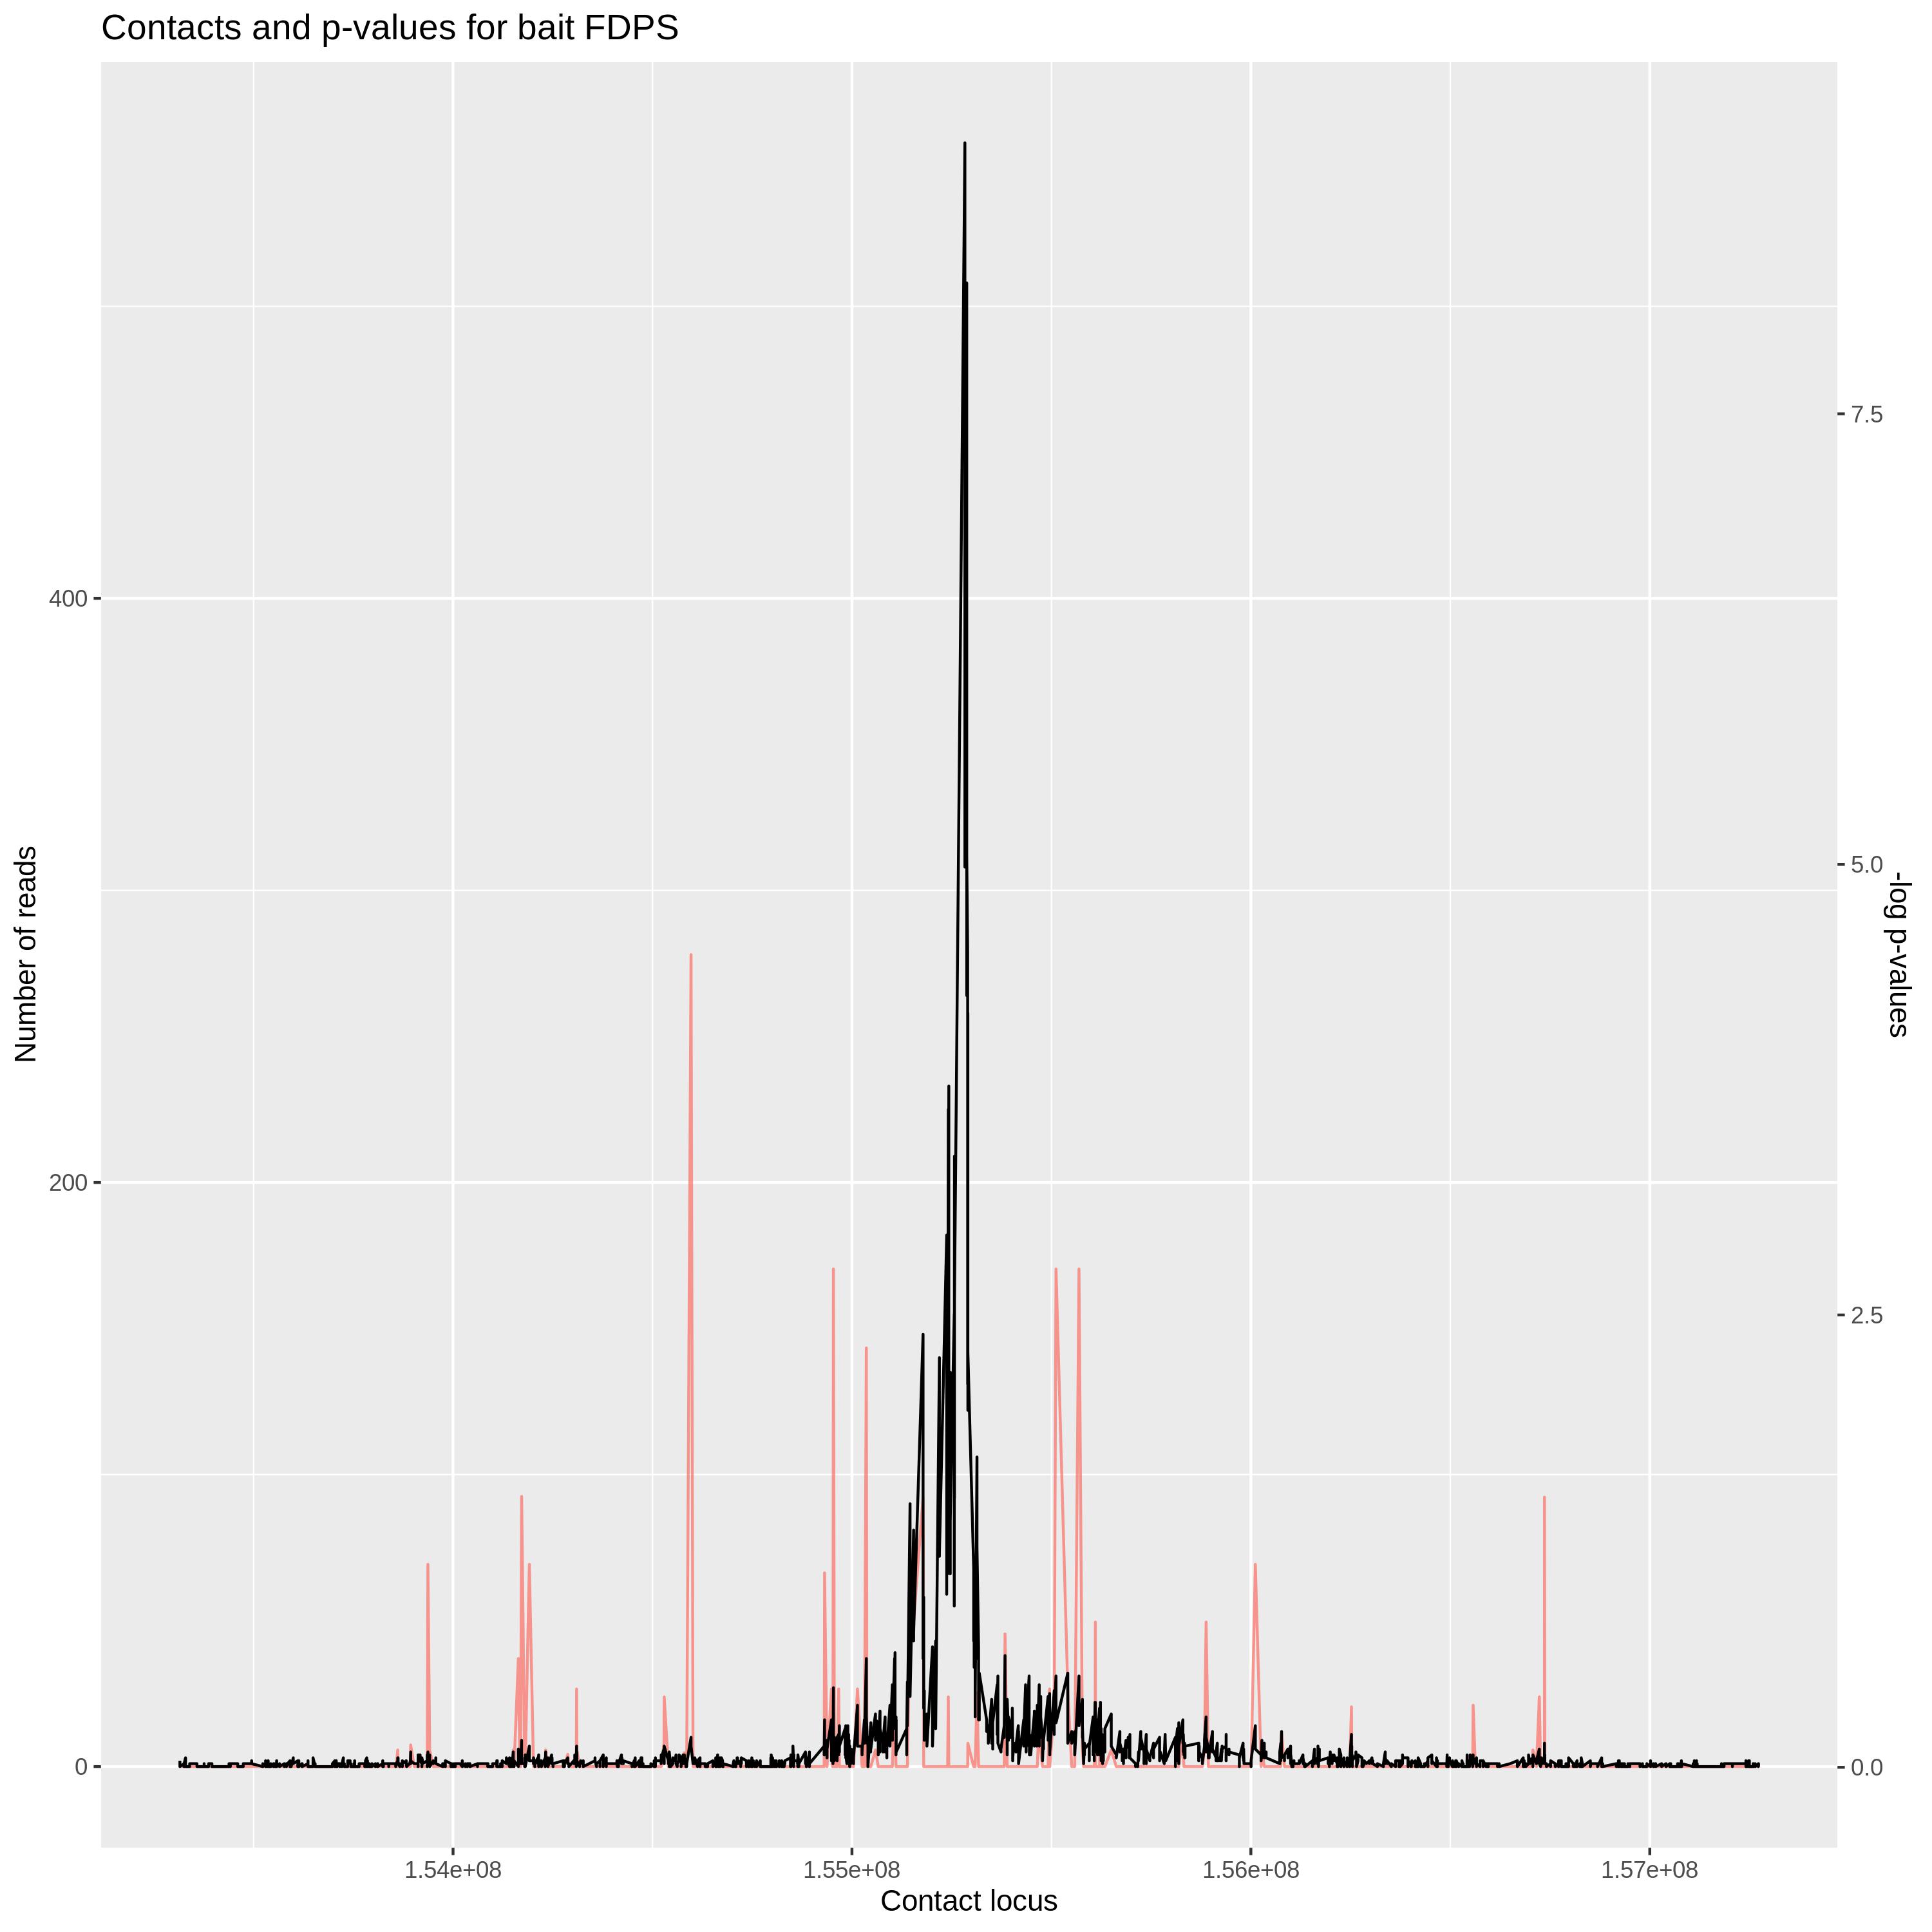 Contacts and p-values for bait FDPS
Number of reads
400
200
0
7.5
5.0
2.5
0.0
-log p-values
1.54e+08
1.55e+08
1.56e+08
1.57e+08
Contact locus